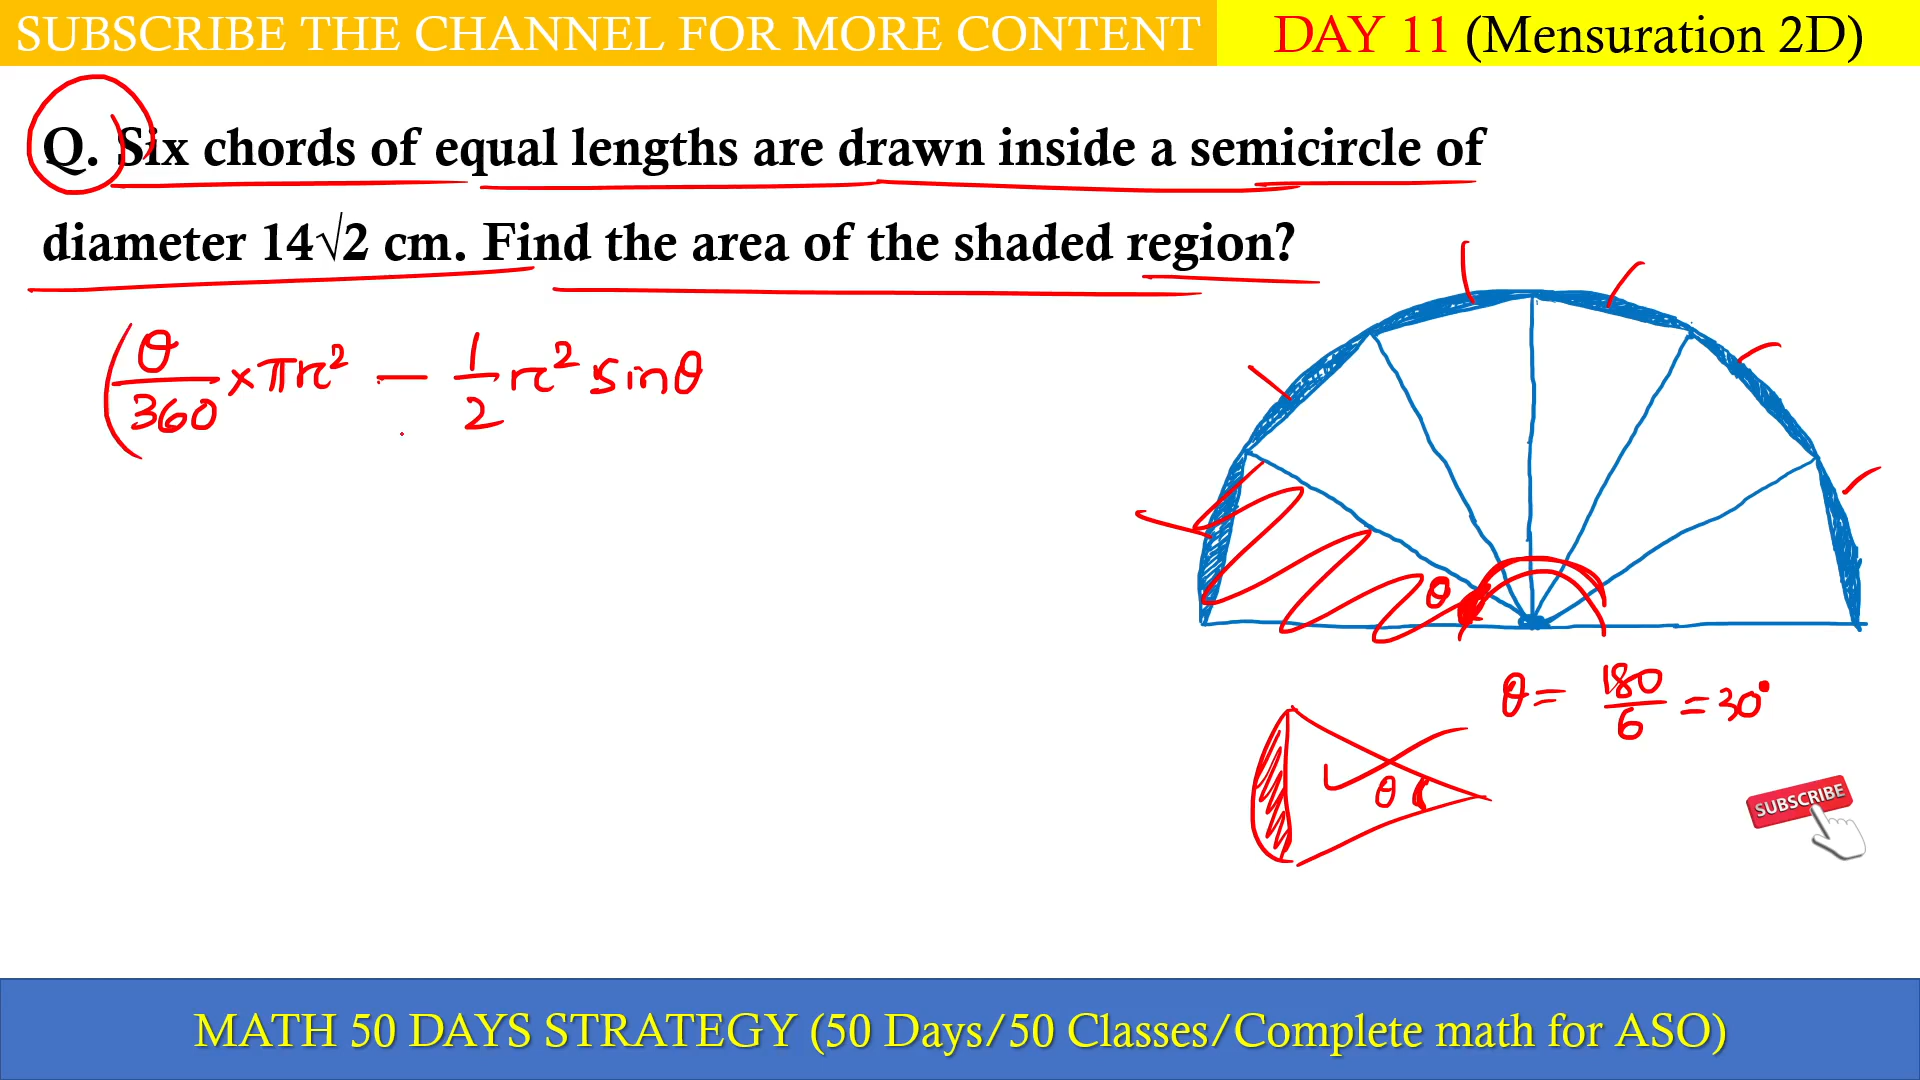 SUBSCRIBE THE CHANNEL FOR MORE CONTENT
DAY 11 (Mensuration 2D)
Q. Six chords of equal lengths are drawn inside a semicircle of
diameter 14√2 cm. Find the area of the shaded region?
(θ/360 × πr² − 1/2 r² sinθ
θ
θ = 180/6 = 30°
θ
SUBSCRIBE
MATH 50 DAYS STRATEGY (50 Days/50 Classes/Complete math for ASO)